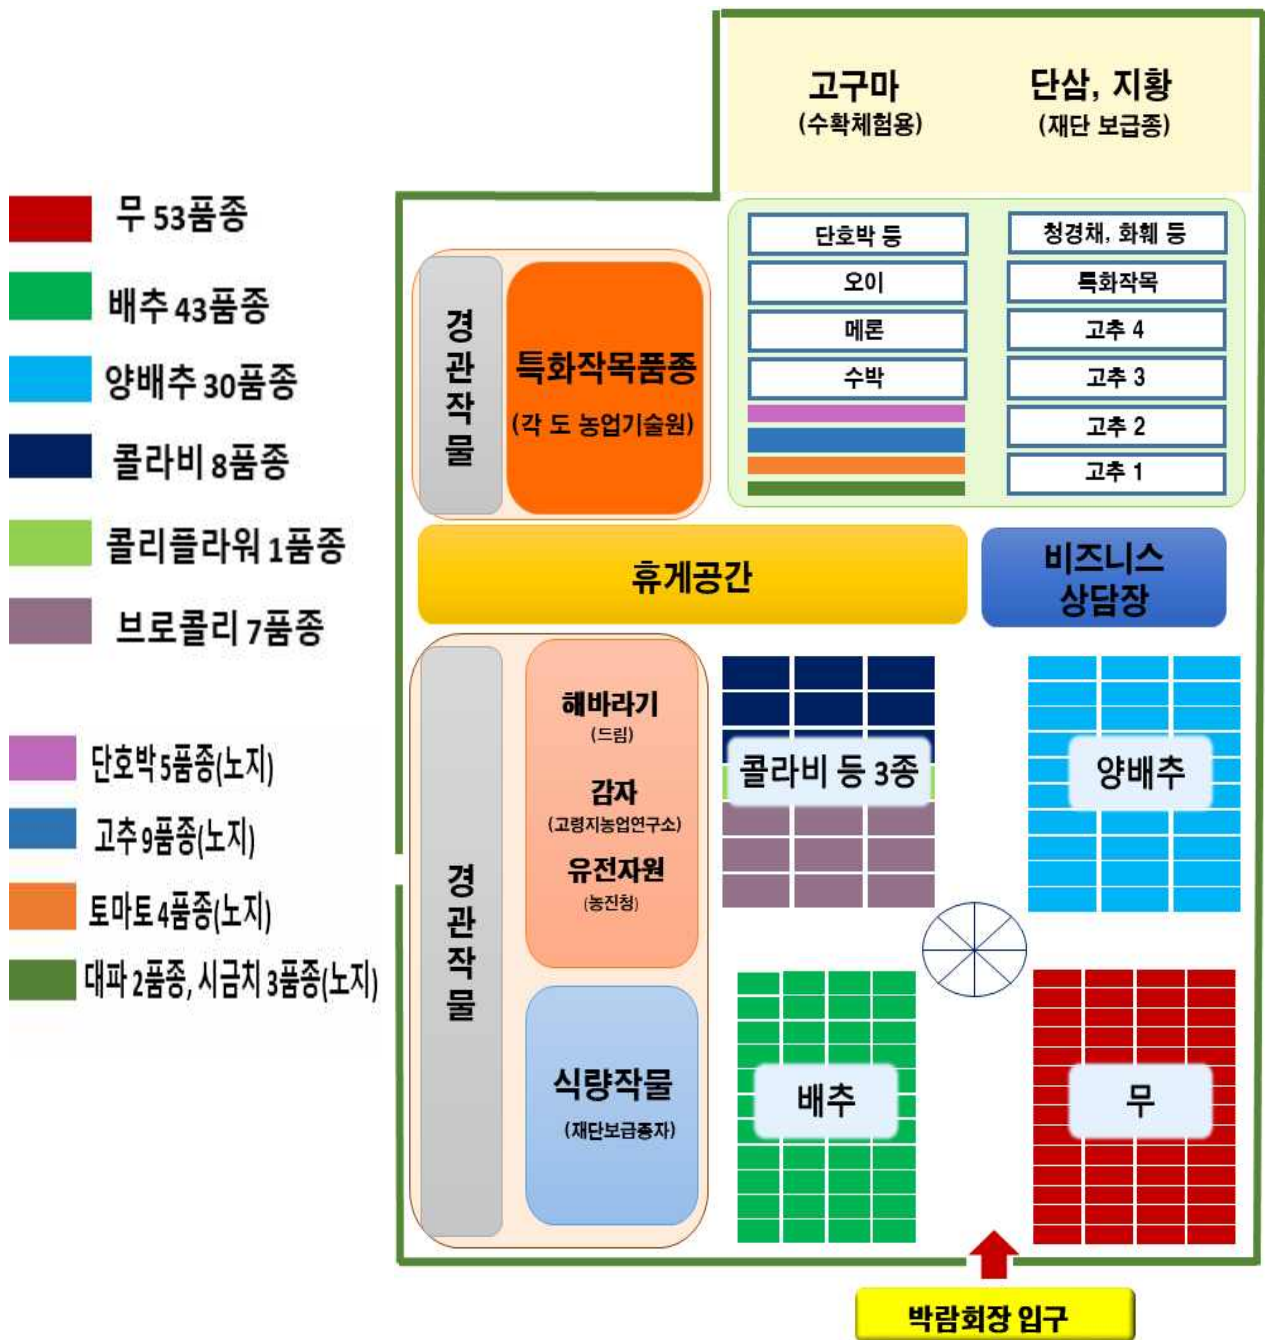 고구마
(수확체험용)
단삼, 지황
(재단 보급종)
무 53품종
배추 43품종
양배추 30품종
콜라비 8품종
콜리플라워 1품종
브로콜리 7품종
단호박 5품종(노지)
고추 9품종(노지)
토마토 4품종(노지)
대파 2품종, 시금치 3품종(노지)
경관작물
특화작목품종
(각 도 농업기술원)
단호박 등
오이
메론
수박
청경채, 화훼 등
특화작목
고추 4
고추 3
고추 2
고추 1
휴게공간
비즈니스
상담장
경관작물
해바라기
(드림)
감자
(고령지농업연구소)
유전자원
(농진청)
식량작물
(재단보급종자)
콜라비 등 3종
양배추
배추
무
박람회장 입구